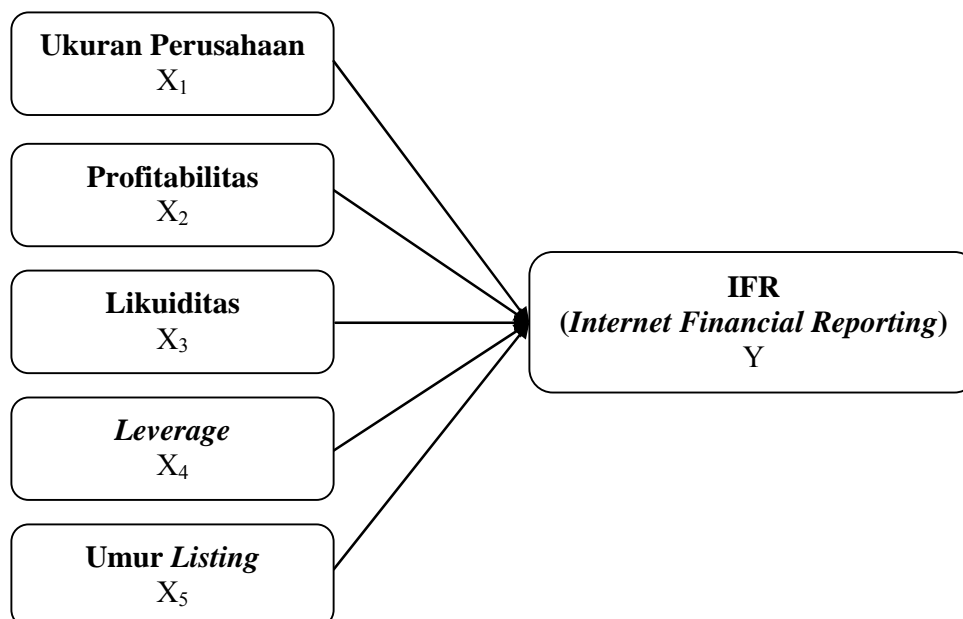 Ukuran Perusahaan
X₁
Profitabilitas
X₂
Likuiditas
X₃
Leverage
X₄
Umur Listing
X₅
IFR
(Internet Financial Reporting)
Y